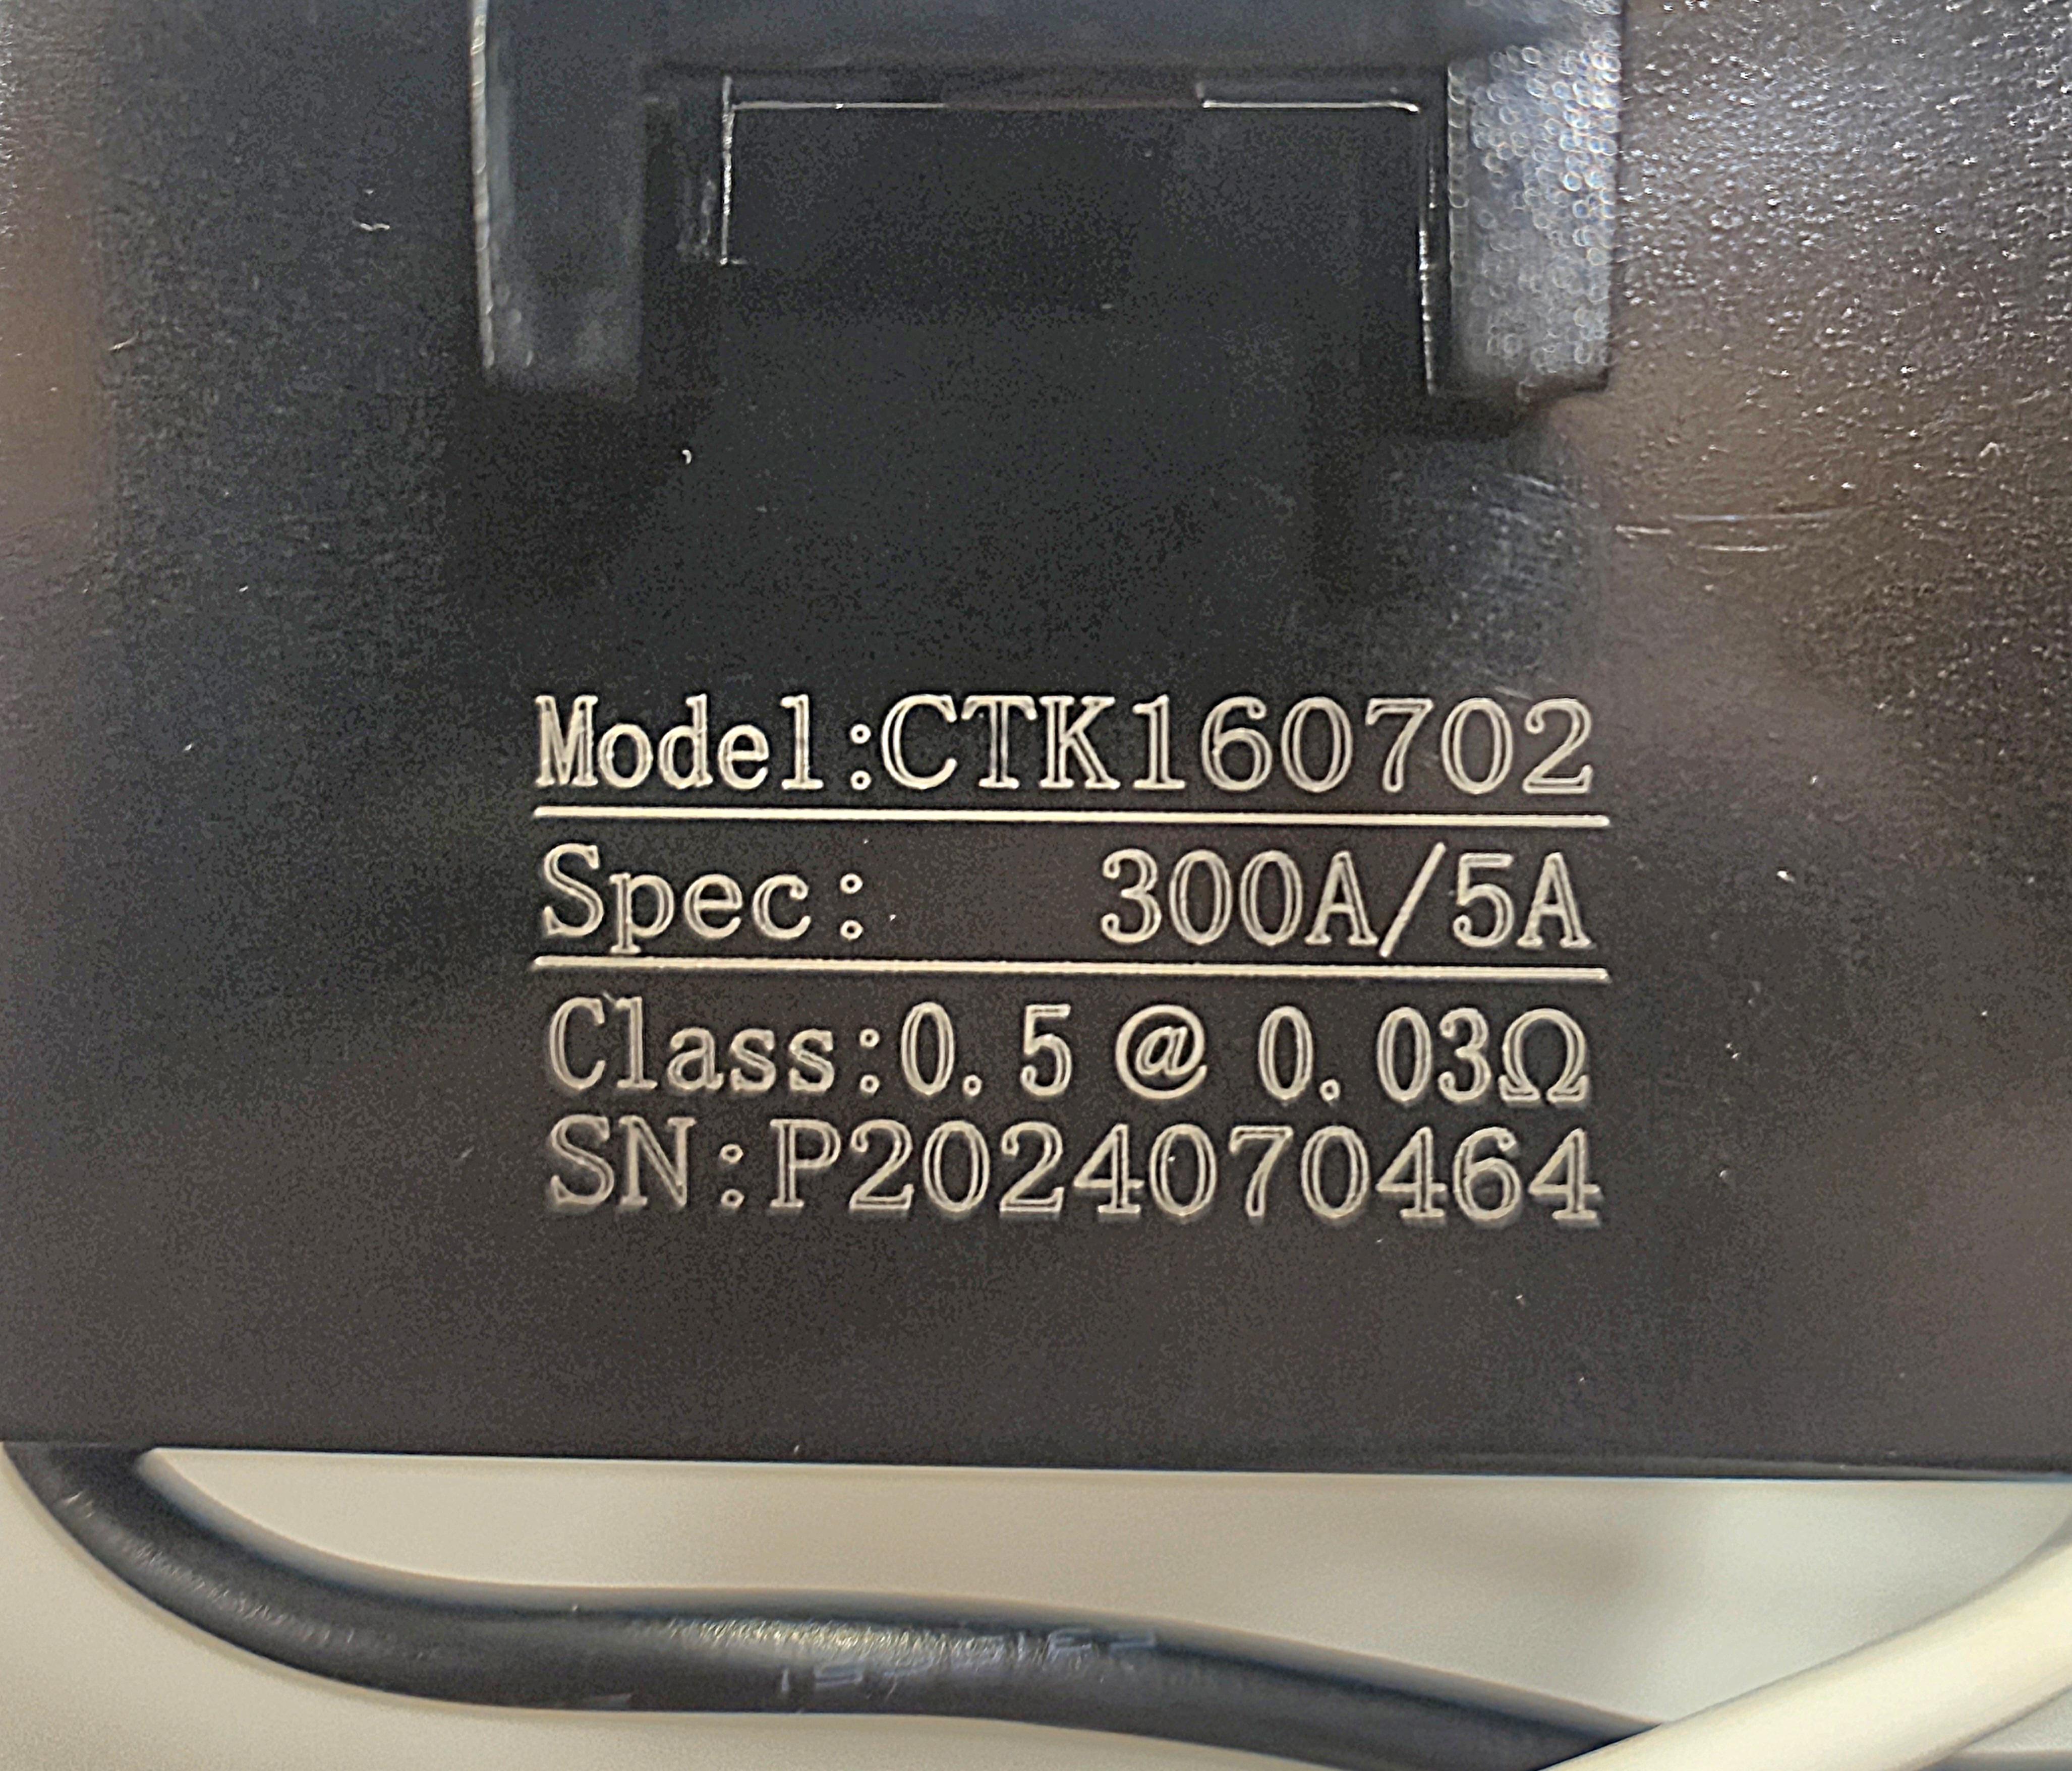 Model:CTK160702
Spec: 300A/5A
Class:0.5 @ 0.03Ω
SN:P2024070464